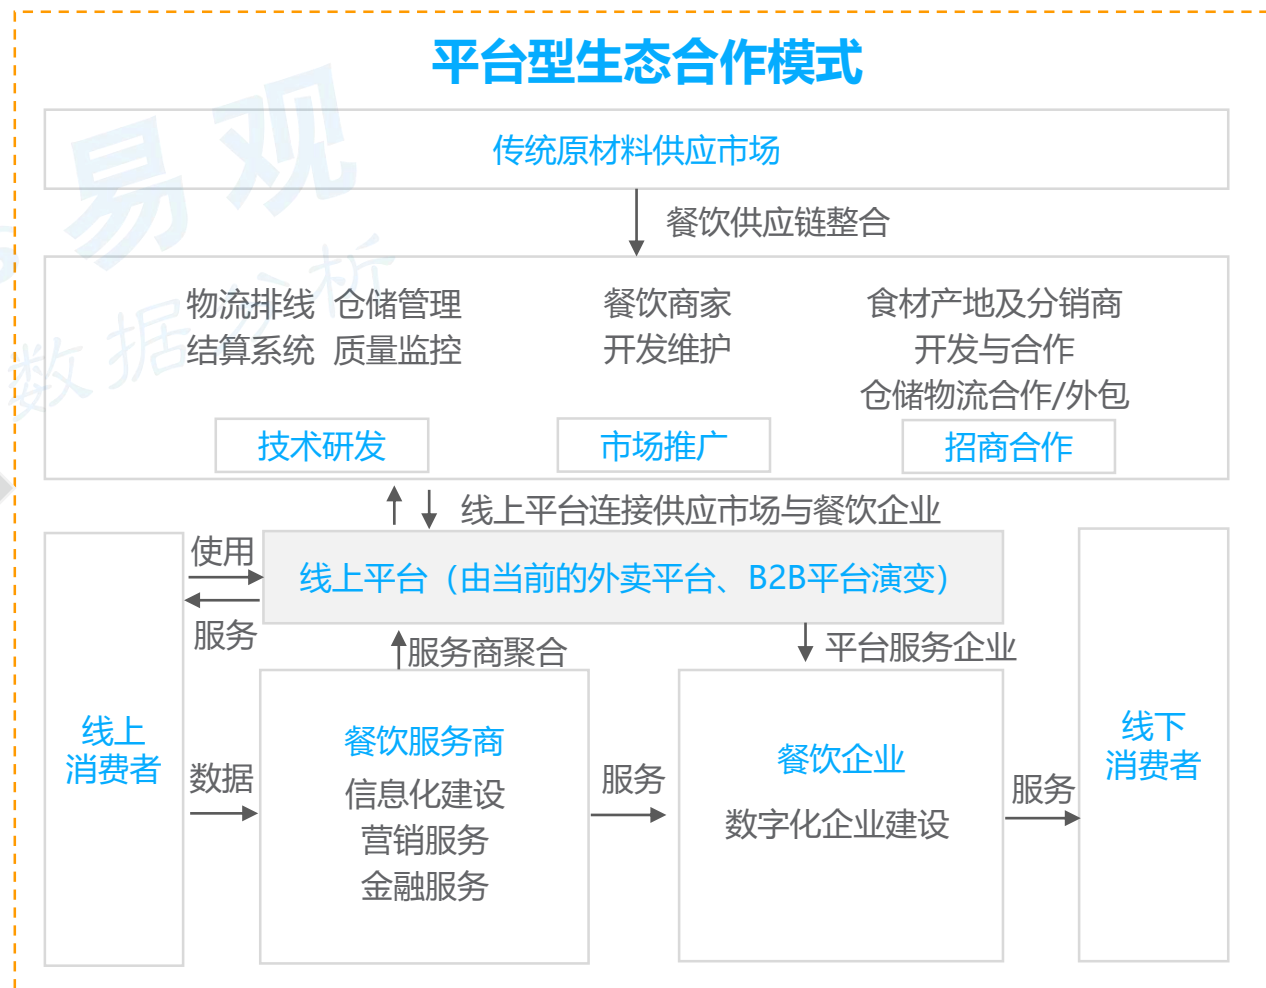 平台型生态合作模式
易观
数据分析
传统原材料供应市场
餐饮供应链整合
物流排线 仓储管理
结算系统 质量监控
技术研发
餐饮商家
开发维护
市场推广
食材产地及分销商
开发与合作
仓储物流合作/外包
招商合作
线上平台连接供应市场与餐饮企业
使用
服务
线上平台（由当前的外卖平台、B2B平台演变）
服务商聚合
平台服务企业
线上
消费者
数据
餐饮服务商
信息化建设
营销服务
金融服务
服务
餐饮企业
数字化企业建设
服务
线下
消费者